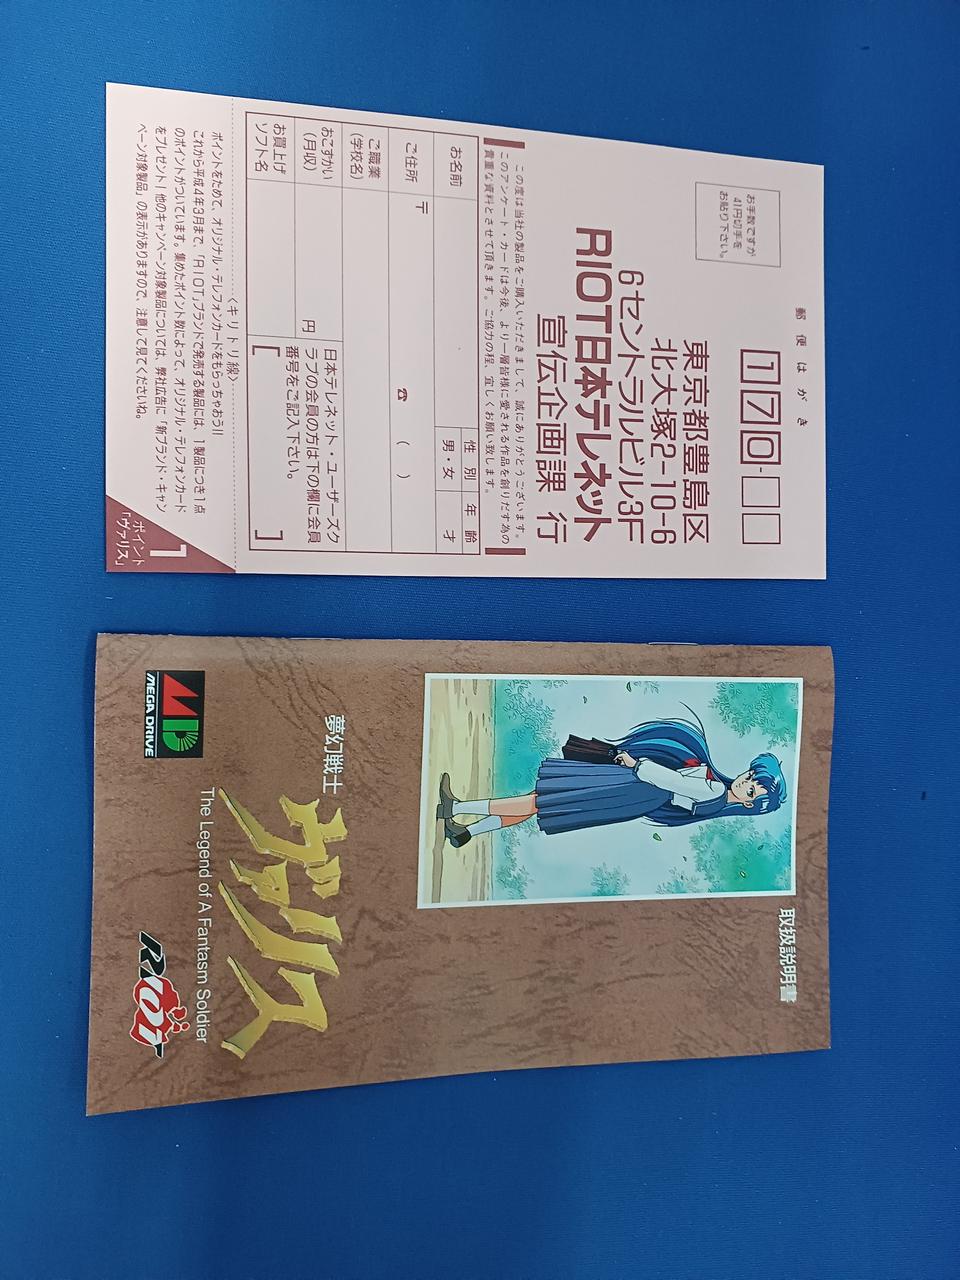 郵便はがき
170-
お手数ですが
41円切手を
お貼り下さい。
東京都豊島区
北大塚2-10-6
6セントラルビル3F
RIOT日本テレネット
宣伝企画課 行
この度は当社の製品をご購入いただきまして、誠にありがとうございます。
このアンケート・カードは今後、より一層皆様に愛される作品を創りだす為の
貴重な資料とさせて頂きます。ご協力の程、宜しくお願い致します。
お名前
性別
男・女
年齢
才
ご住所
〒
☎ ( )
ご職業
(学校名)
おこずかい
(月収)
円
お買上げ
ソフト名
日本テレネット・ユーザーズク
ラブの会員の方は下の欄に会員
番号をご記入下さい。
[ ]
〈キリトリ線〉
ポイントをためて、オリジナル・テレフォンカードをもらっちゃおう!!
これから平成4年3月まで、「RIOT」ブランドで発売する製品には、1製品につき1点
のポイントがついています。集めたポイント数によって、オリジナル・テレフォンカード
をプレゼント!他のキャンペーン対象製品については、弊社広告に「新ブランド・キャン
ペーン対象製品」の表示がありますので、注意して見てくださいね。
ポイント
1
「ヴァリス」
取扱説明書
夢幻戦士
ヴァリス
The Legend of A Fantasm Soldier
MD
MEGA DRIVE
RIOT